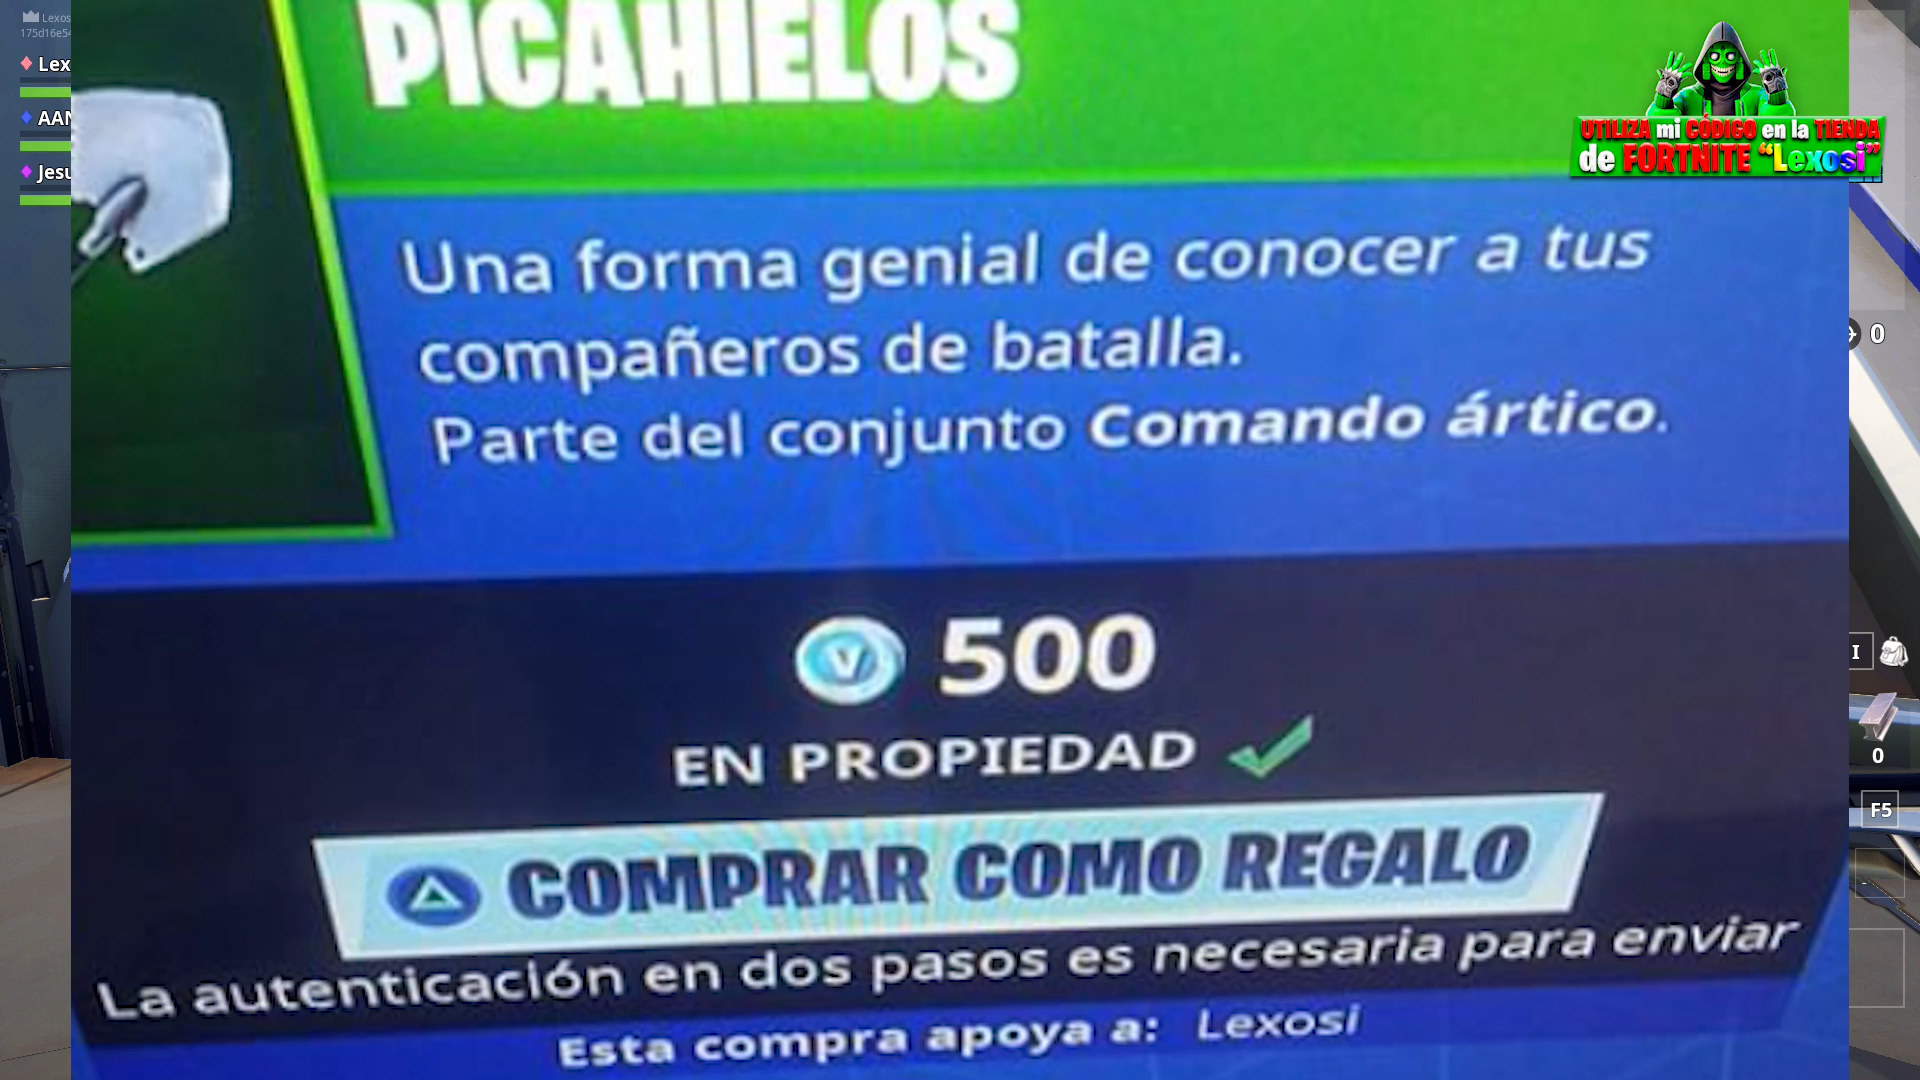 Lexos
175d16e54
Lex
AAN
Jesu
PICAHIELOS
UTILIZA mi CÓDIGO en la TIENDA
de FORTNITE “Lexosi”
Una forma genial de conocer a tus
compañeros de batalla.
Parte del conjunto Comando ártico.
0
V 500
EN PROPIEDAD
I
0
F5
COMPRAR COMO REGALO
La autenticación en dos pasos es necesaria para enviar
Esta compra apoya a: Lexosi